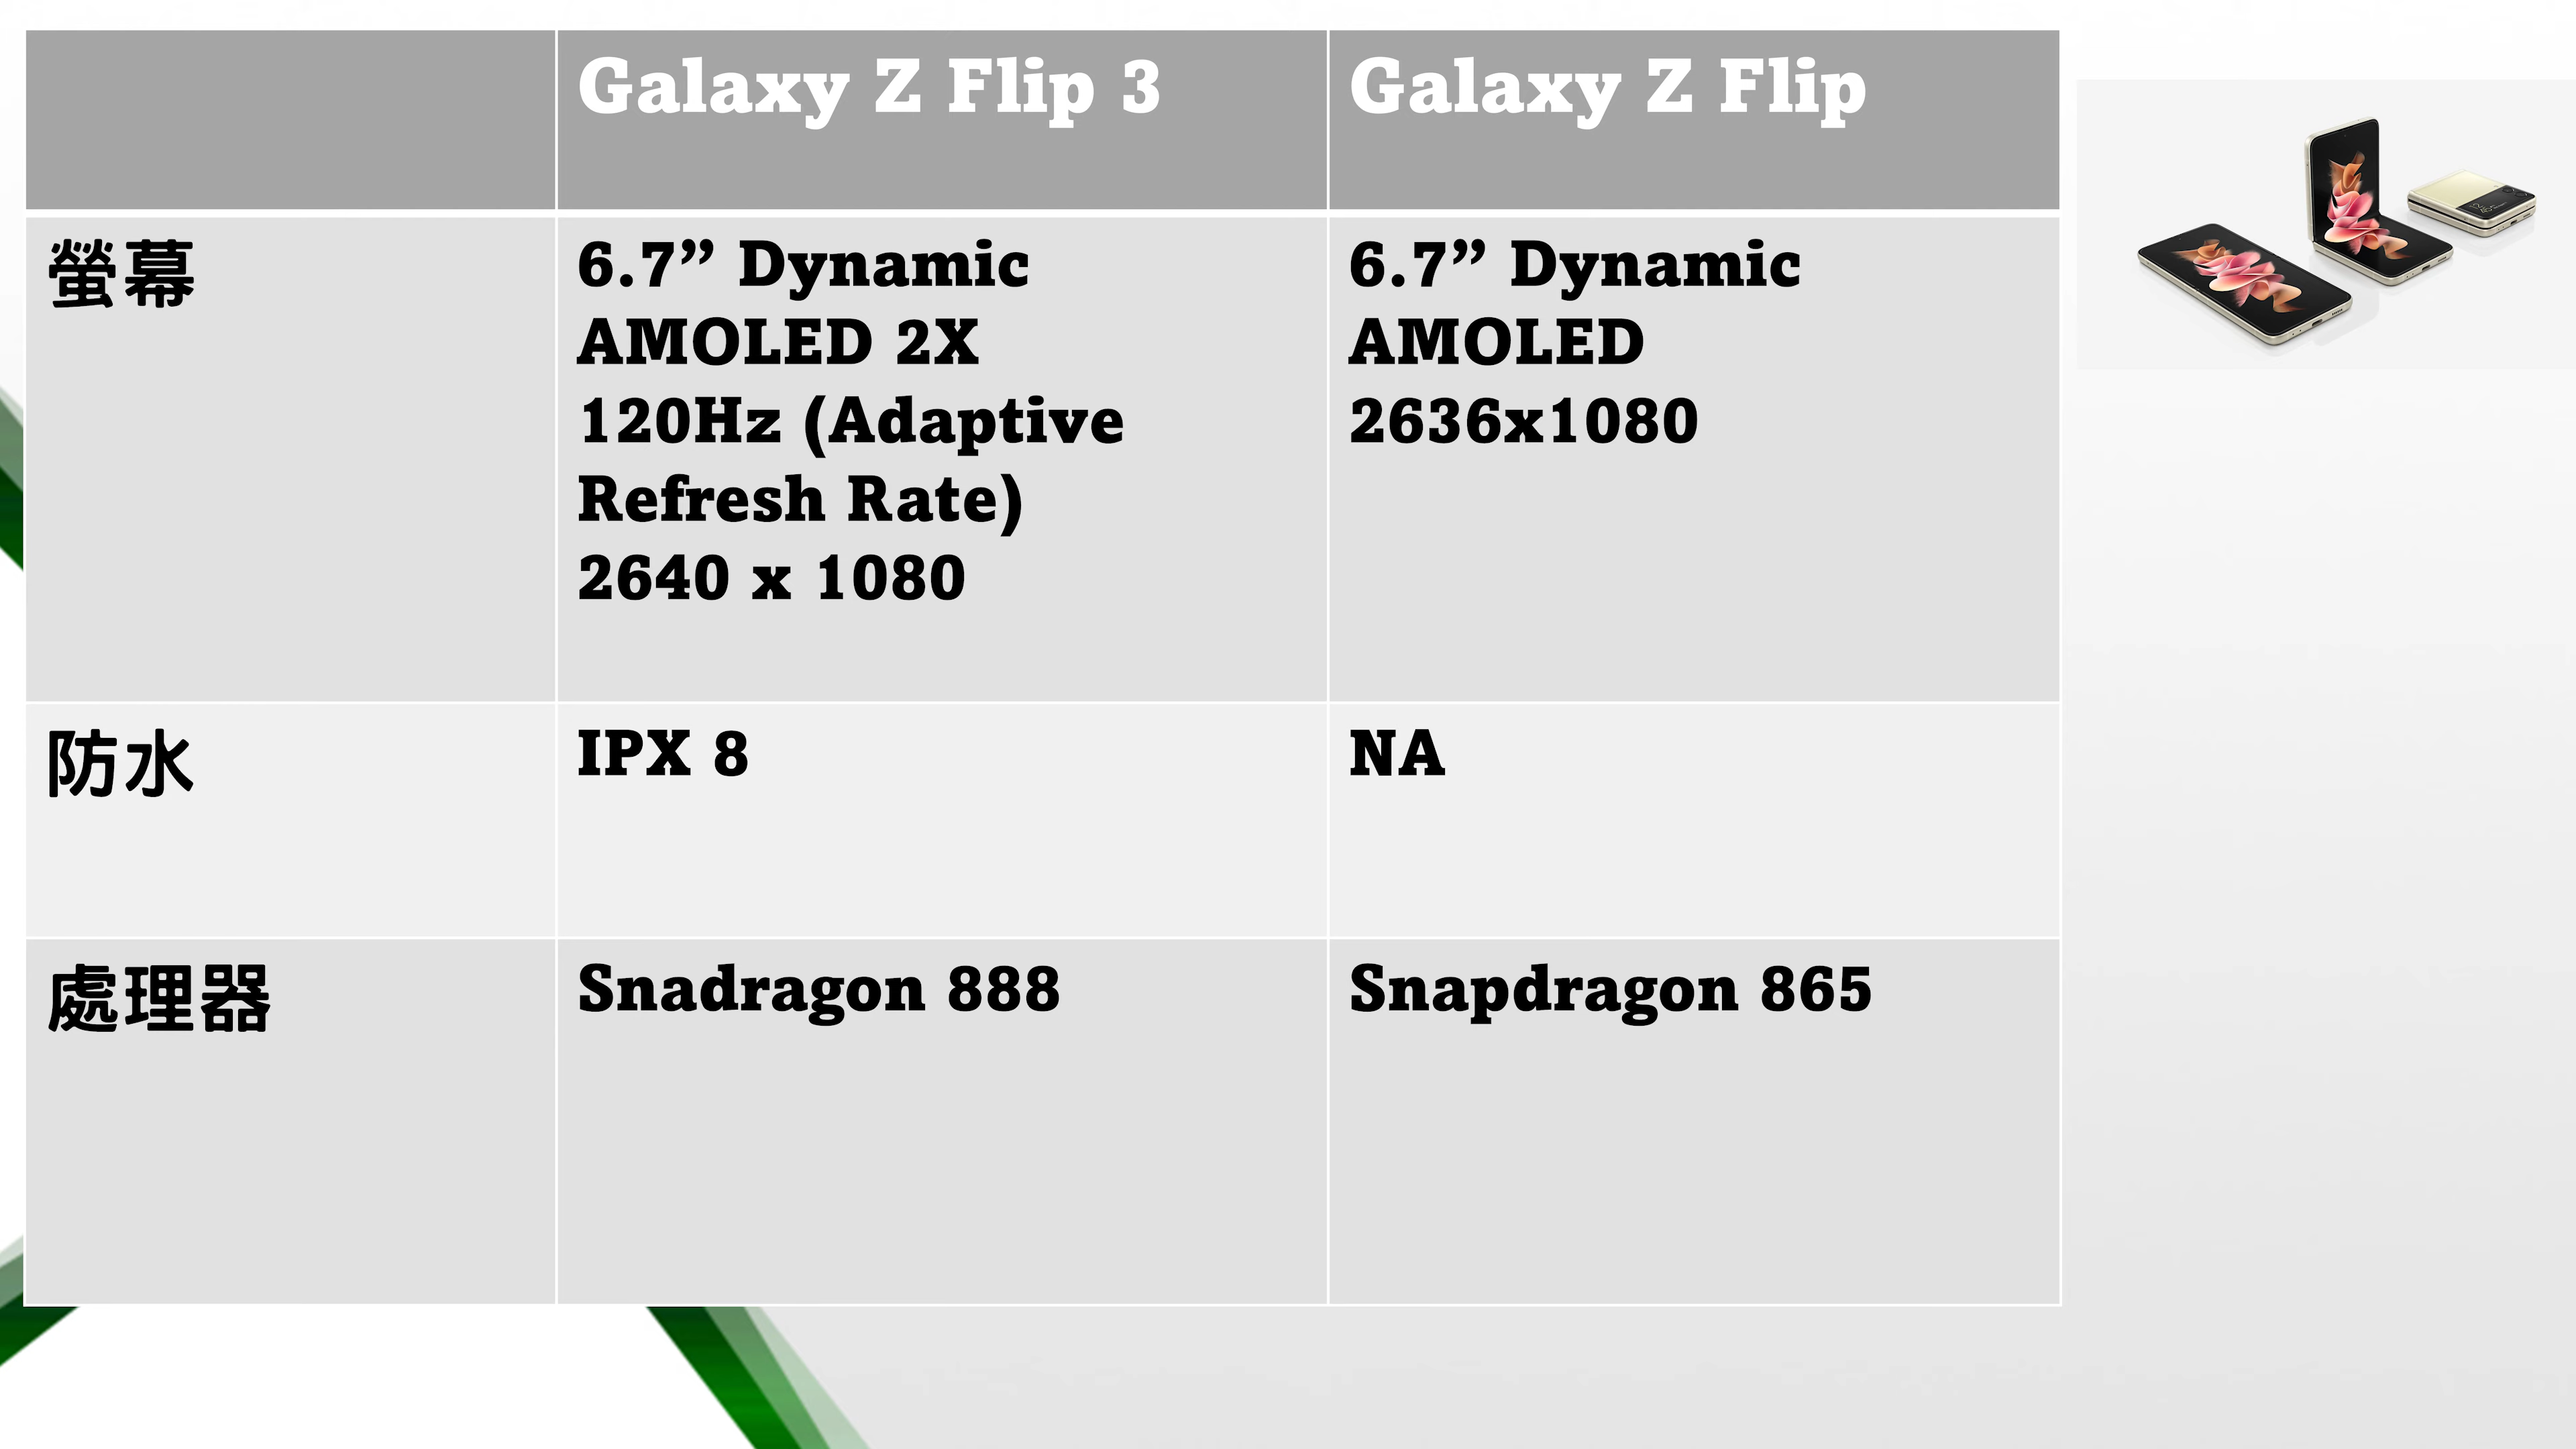 Galaxy Z Flip 3
Galaxy Z Flip
螢幕
6.7” Dynamic
AMOLED 2X
120Hz (Adaptive
Refresh Rate)
2640 x 1080
6.7” Dynamic
AMOLED
2636x1080
防水
IPX 8
NA
處理器
Snadragon 888
Snapdragon 865